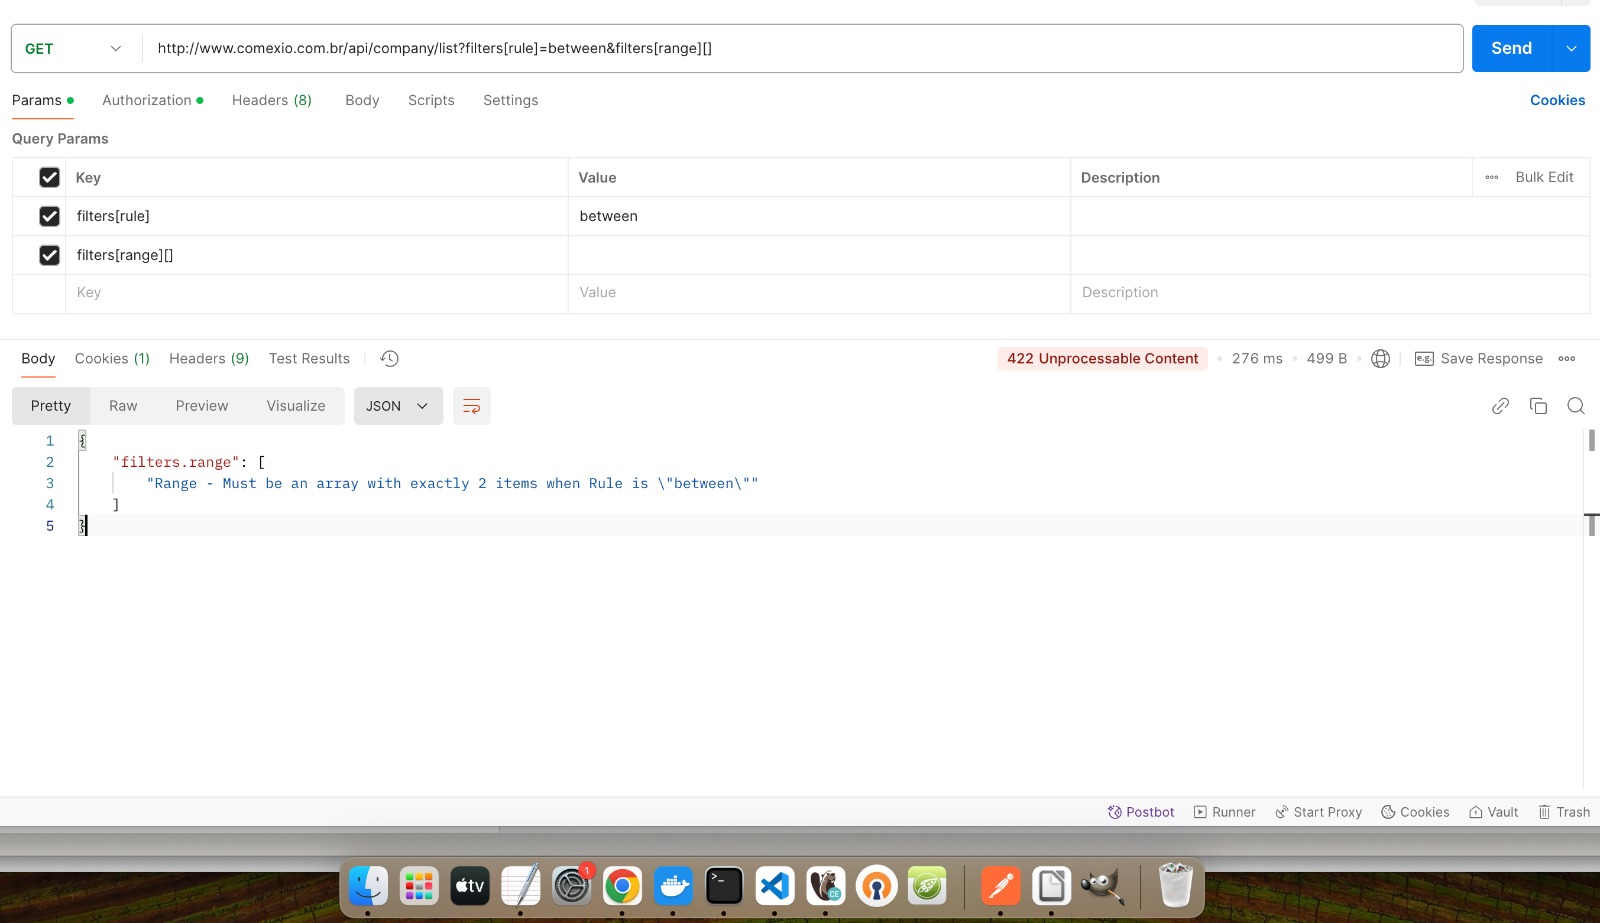 GET http://www.comexio.com.br/api/company/list?filters[rule]=between&filters[range][] Send
Params Authorization Headers (8) Body Scripts Settings Cookies
Query Params
Key Value Description Bulk Edit
filters[rule] between
filters[range][]
Key Value Description
Body Cookies (1) Headers (9) Test Results 422 Unprocessable Content 276 ms 499 B e.g. Save Response
Pretty Raw Preview Visualize JSON
1 {
2 "filters.range": [
3 "Range - Must be an array with exactly 2 items when Rule is \"between\""
4 ]
5 }
Postbot Runner Start Proxy Cookies Vault Trash
tv 1 >_ CE